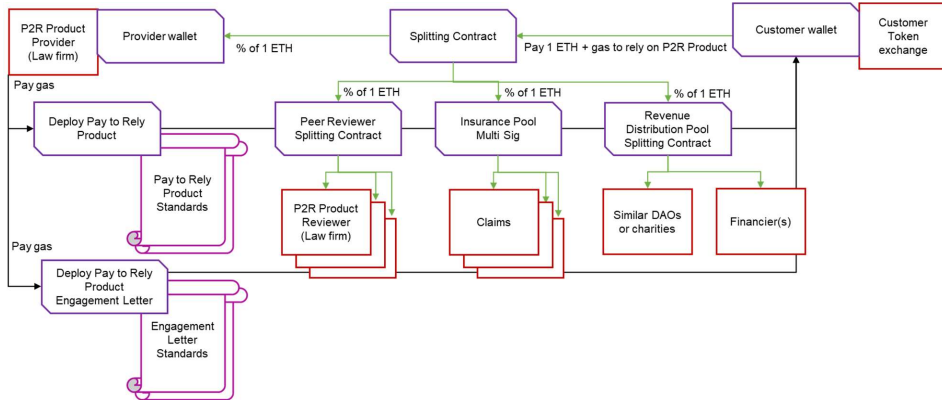 P2R Product
Provider
(Law firm)
Provider wallet
% of 1 ETH
Splitting Contract
Pay 1 ETH + gas to rely on P2R Product
Customer wallet
Customer
Token
exchange
Pay gas
% of 1 ETH
% of 1 ETH
% of 1 ETH
Deploy Pay to Rely
Product
Peer Reviewer
Splitting Contract
Insurance Pool
Multi Sig
Revenue
Distribution Pool
Splitting Contract
Pay to Rely
Product
Standards
P2R Product
Reviewer
(Law firm)
Claims
Similar DAOs
or charities
Financier(s)
Pay gas
Deploy Pay to Rely
Product
Engagement Letter
Engagement
Letter
Standards